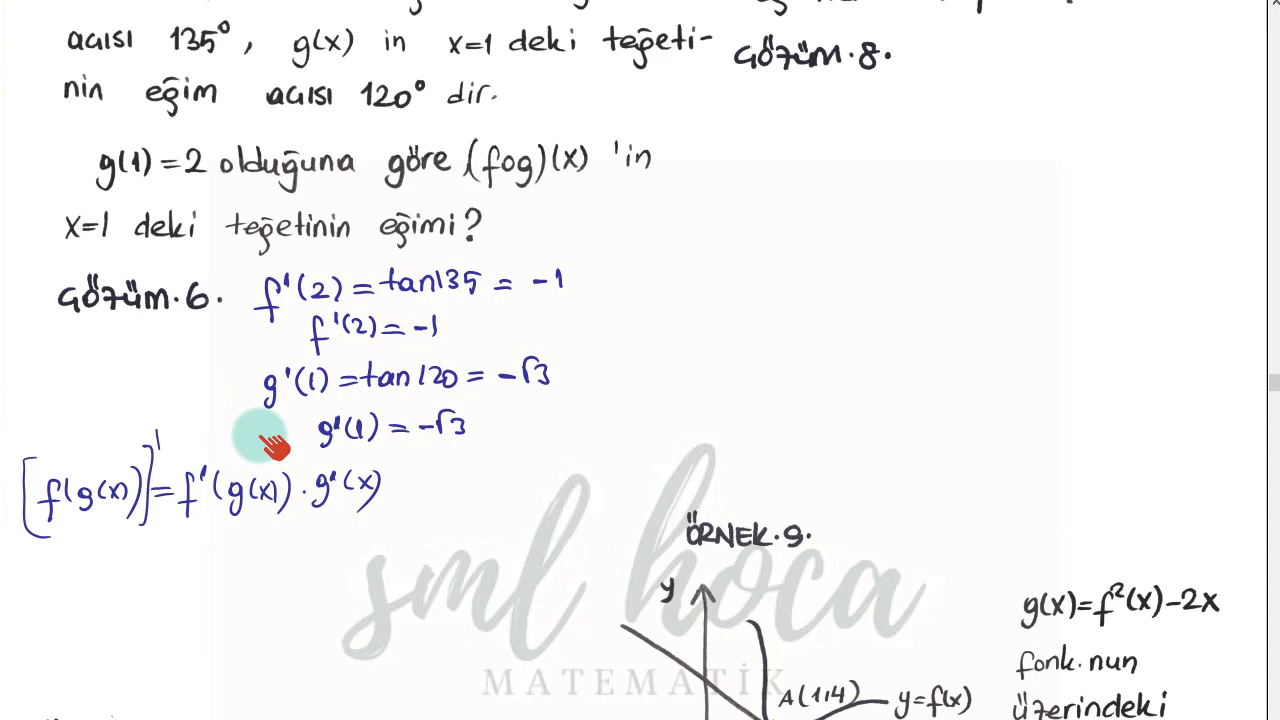 açısı 135°, g(x) in x=1 deki teğeti-
nin eğim açısı 120° dir.
g(1)=2 olduğuna göre (fog)(x) 'in
x=1 deki teğetinin eğimi?
ÇÖZÜM.6.
f'(2)=tan135 = -1
f'(2)=-1
g'(1)=tan120=-√3
g'(1)=-√3
[f(g(x))]'=f'(g(x)).g'(x)
ÇÖZÜM.8.
ÖRNEK.9.
y
A(1,4)
y=f(x)
g(x)=f²(x)-2x
fonk.nun
üzerindeki
sml hoca
MATEMATİK